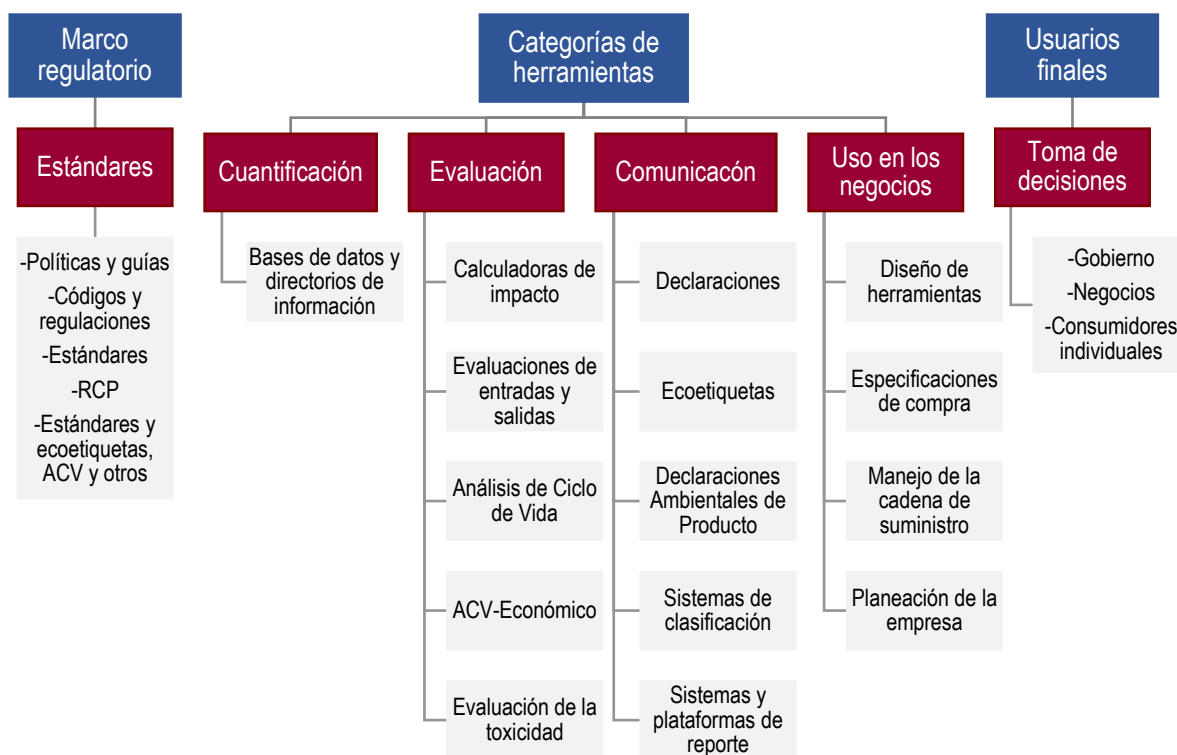 Marco
regulatorio
Estándares
-Políticas y guías
-Códigos y
regulaciones
-Estándares
-RCP
-Estándares y
ecoetiquetas,
ACV y otros
Categorías de
herramientas
Cuantificación
Bases de datos y
directorios de
información
Evaluación
Calculadoras de
impacto
Evaluaciones de
entradas y
salidas
Análisis de Ciclo
de Vida
ACV-Económico
Evaluación de la
toxicidad
Comunicacón
Declaraciones
Ecoetiquetas
Declaraciones
Ambientales de
Producto
Sistemas de
clasificación
Sistemas y
plataformas de
reporte
Uso en los
negocios
Diseño de
herramientas
Especificaciones
de compra
Manejo de la
cadena de
suministro
Planeación de la
empresa
Usuarios
finales
Toma de
decisiones
-Gobierno
-Negocios
-Consumidores
individuales